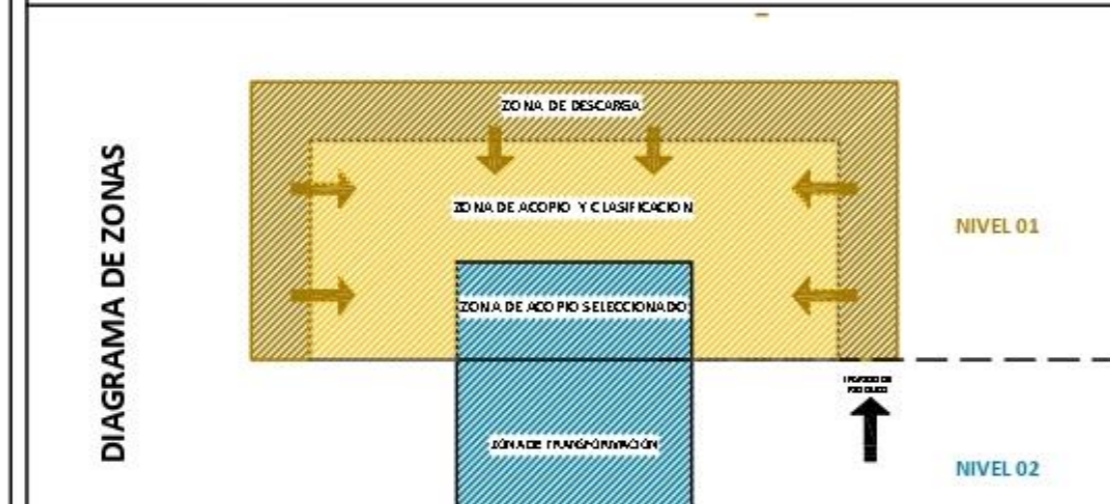 DIAGRAMA DE ZONAS
ZONA DE DESCARGA
ZONA DE ACOPIO Y CLASIFICACION
NIVEL 01
ZONA DE ACOPIO SELECCIONADO
ZONA DE TRANSFORMACIÓN
NIVEL 02